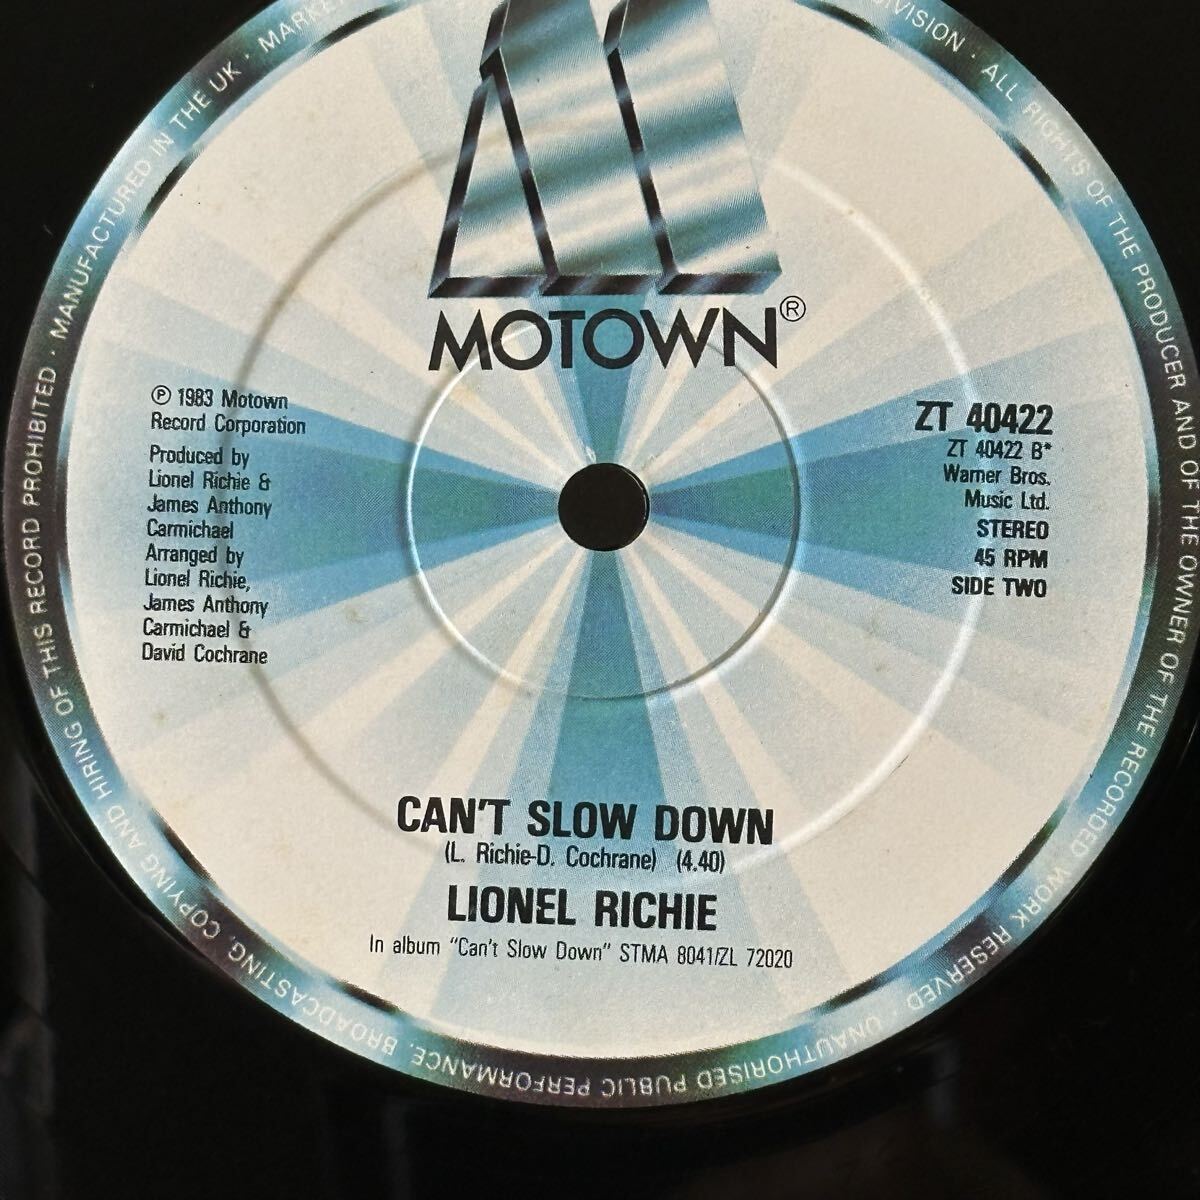 MANUFACTURED IN THE UK · MARKET
DIVISION · ALL RIGHTS OF THE PRODUCER AND OF THE OWNER OF THE RECORDED WORK RESERVED · UNAUTHORISED PUBLIC PERFORMANCE, BROADCASTING, COPYING AND HIRING OF THIS RECORD PROHIBITED ·
MOTOWN®
℗ 1983 Motown
Record Corporation
Produced by
Lionel Richie &
James Anthony
Carmichael
Arranged by
Lionel Richie,
James Anthony
Carmichael &
David Cochrane
ZT 40422
ZT 40422 B*
Warner Bros.
Music Ltd.
STEREO
45 RPM
SIDE TWO
CAN'T SLOW DOWN
(L. Richie-D. Cochrane) (4.40)
LIONEL RICHIE
In album "Can't Slow Down" STMA 8041/ZL 72020